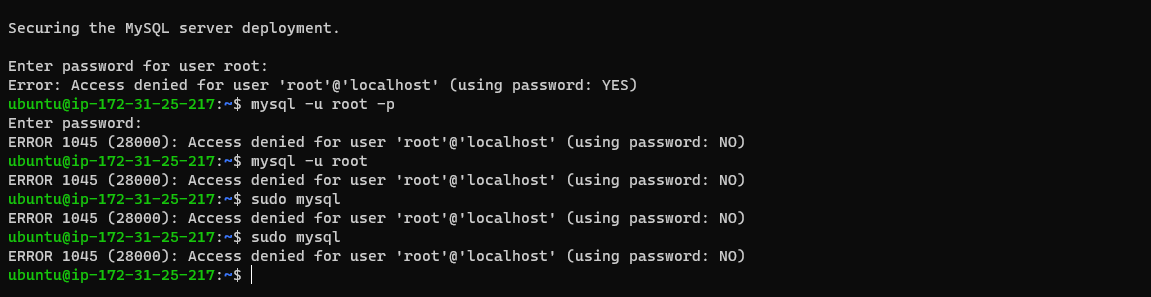 Securing the MySQL server deployment.
Enter password for user root:
Error: Access denied for user 'root'@'localhost' (using password: YES)
ubuntu@ip-172-31-25-217:~$ mysql -u root -p
Enter password:
ERROR 1045 (28000): Access denied for user 'root'@'localhost' (using password: NO)
ubuntu@ip-172-31-25-217:~$ mysql -u root
ERROR 1045 (28000): Access denied for user 'root'@'localhost' (using password: NO)
ubuntu@ip-172-31-25-217:~$ sudo mysql
ERROR 1045 (28000): Access denied for user 'root'@'localhost' (using password: NO)
ubuntu@ip-172-31-25-217:~$ sudo mysql
ERROR 1045 (28000): Access denied for user 'root'@'localhost' (using password: NO)
ubuntu@ip-172-31-25-217:~$